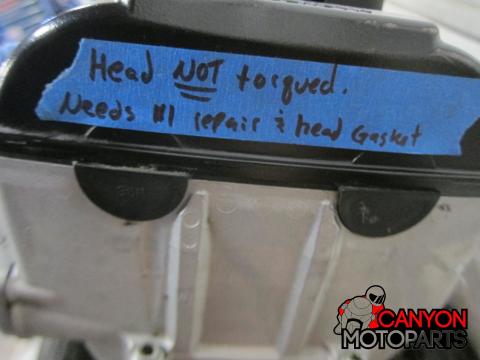 Head NOT torqued.
Needs #1 repair & head Gasket
CANYON
MOTOPARTS